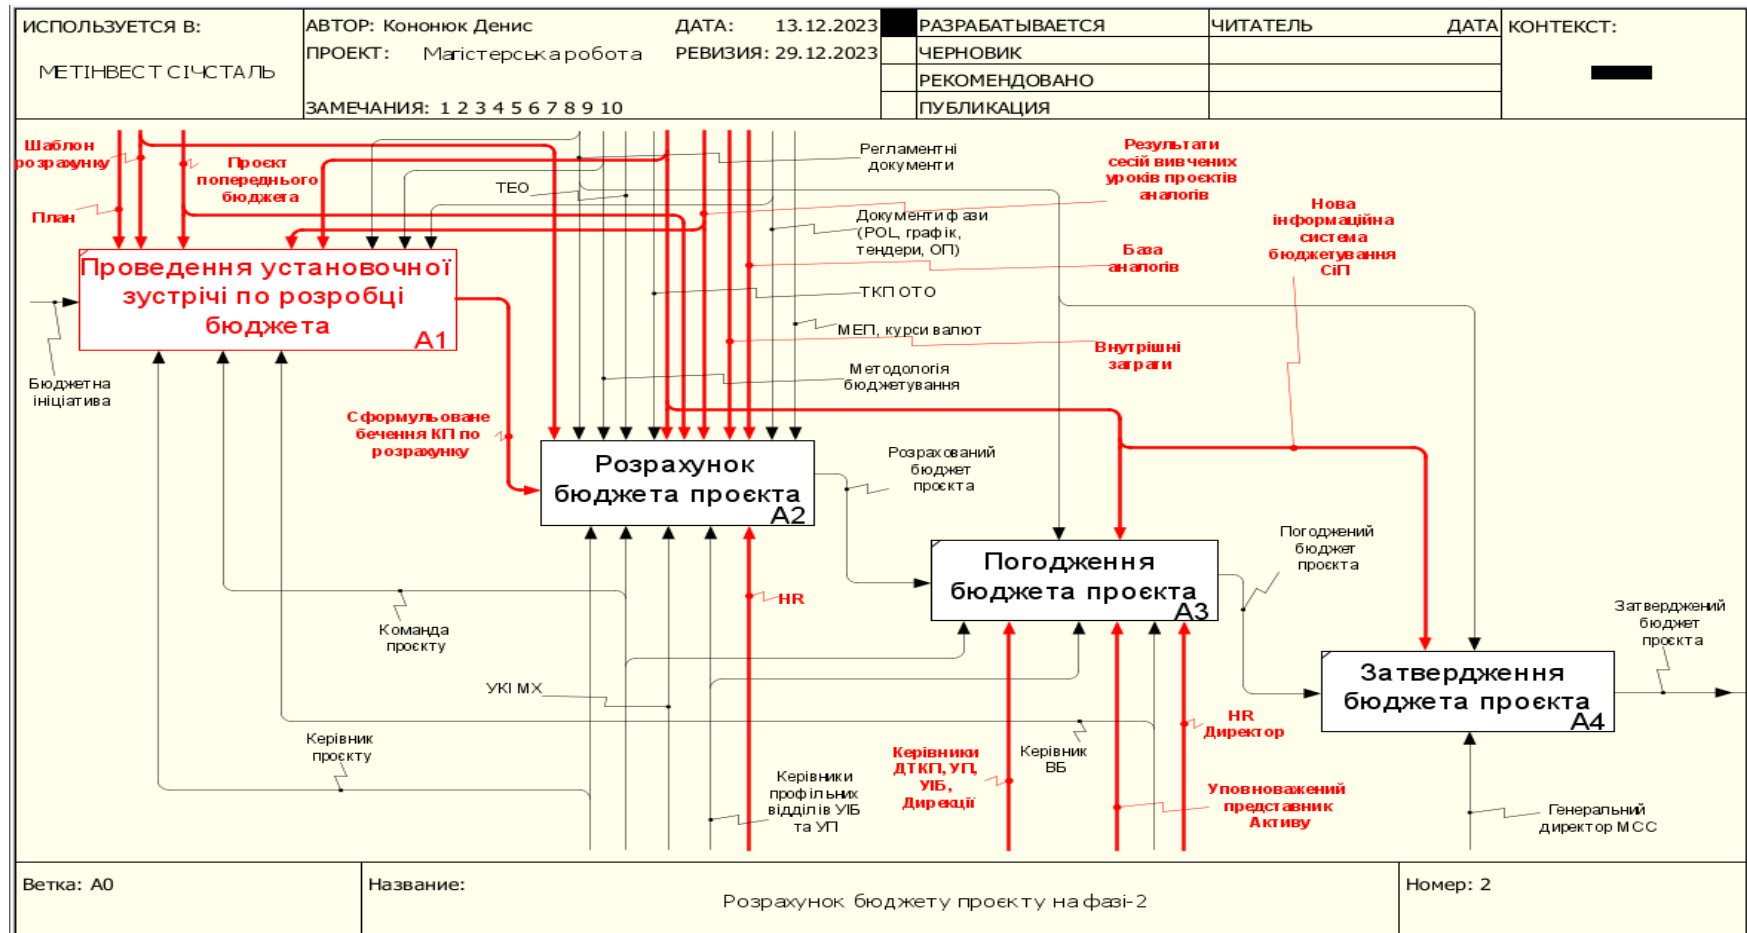 ИСПОЛЬЗУЕТСЯ В:
МЕТІНВЕСТ СІЧСТАЛЬ
АВТОР: Кононюк Денис
ДАТА: 13.12.2023
ПРОЕКТ: Магістерська робота
РЕВИЗИЯ: 29.12.2023
ЗАМЕЧАНИЯ: 1 2 3 4 5 6 7 8 9 10
РАЗРАБАТЫВАЕТСЯ
ЧЕРНОВИК
РЕКОМЕНДОВАНО
ПУБЛИКАЦИЯ
ЧИТАТЕЛЬ
ДАТА
КОНТЕКСТ:
Шаблон
розрахунку
Проєкт
попереднього
бюджета
План
ТЕО
Регламентні
документи
Документи фази
(POL, графік,
тендери, ОП)
Результати
сесій вивчених
уроків проєктів
аналогів
База
аналогів
Нова
інформаційна
система
бюджетування
СіП
ТКП ОТО
МЕП, курси валют
Внутрішні
затрати
Методологія
бюджетування
Проведення установочної
зустрічі по розробці
бюджета
A1
Бюджетна
ініціатива
Сформульоване
бечення КП по
розрахунку
Розрахунок
бюджета проєкта
A2
Розрахований
бюджет
проєкта
Погодження
бюджета проєкта
A3
Погоджений
бюджет
проєкта
Затвердження
бюджета проєкта
A4
Затверджений
бюджет
проєкта
HR
Команда
проєкту
УКІ МХ
Керівник
проєкту
Керівники
профільних
відділів УІБ
та УП
Керівники
ДТКП, УП,
УІБ,
Дирекції
Керівник
ВБ
HR
Директор
Уповноважений
представник
Активу
Генеральний
директор МСС
Ветка: A0
Название:
Розрахунок бюджету проєкту на фазі-2
Номер: 2